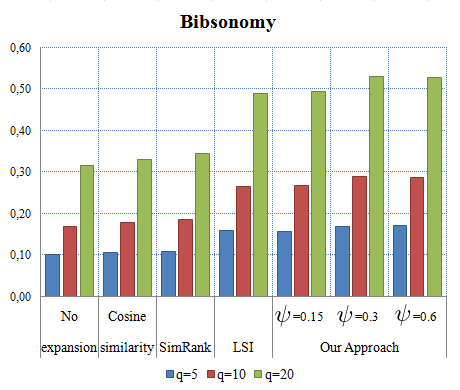 Bibsonomy
0,60
0,50
0,40
0,30
0,20
0,10
0,00
No Cosine ψ=0.15 ψ=0.3 ψ=0.6
expansion similarity SimRank LSI Our Approach
q=5 q=10 q=20